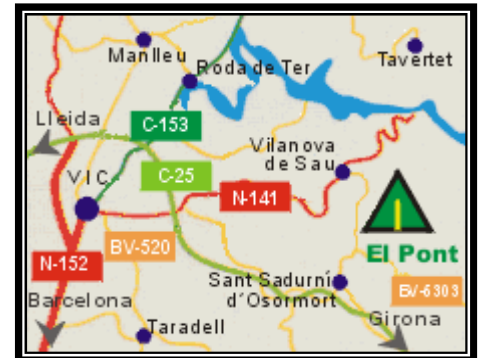 Manlleu
Roda de Ter
Tavertet
Lleida
C-153
Vilanova
de Sau
VIC
C-25
N-141
BV-520
El Pont
N-152
Sant Sadurní
d´Osormort
BV-6303
Barcelona
Girona
Taradell